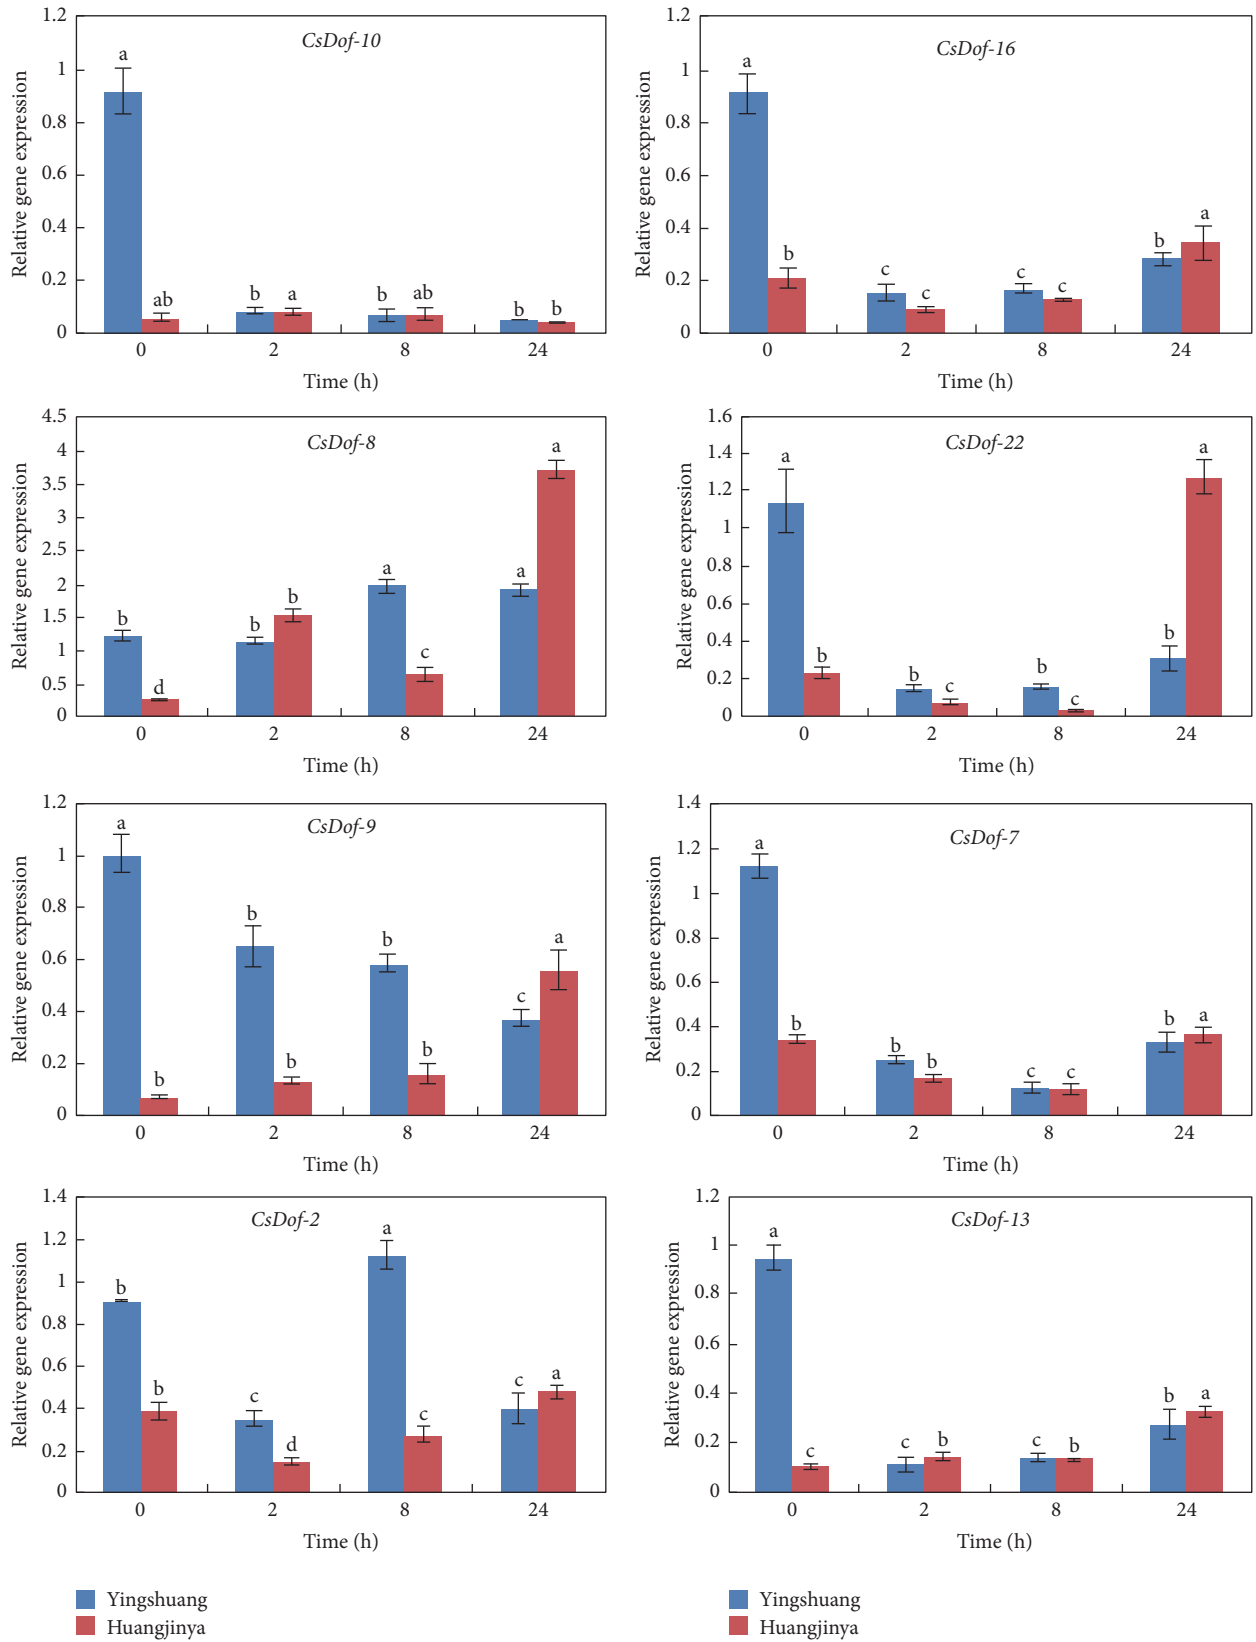 CsDof-10
Relative gene expression
1.2
1
0.8
0.6
0.4
0.2
0
a
ab
b
a
b
ab
b
b
0
2
8
24
Time (h)
CsDof-16
Relative gene expression
1.2
1
0.8
0.6
0.4
0.2
0
a
b
c
c
c
c
b
a
0
2
8
24
Time (h)
CsDof-8
Relative gene expression
4.5
4
3.5
3
2.5
2
1.5
1
0.5
0
b
d
b
b
a
c
a
a
0
2
8
24
Time (h)
CsDof-22
Relative gene expression
1.6
1.4
1.2
1
0.8
0.6
0.4
0.2
0
a
b
b
c
b
c
b
a
0
2
8
24
Time (h)
CsDof-9
Relative gene expression
1.2
1
0.8
0.6
0.4
0.2
0
a
b
b
b
b
b
c
a
0
2
8
24
Time (h)
CsDof-7
Relative gene expression
1.4
1.2
1
0.8
0.6
0.4
0.2
0
a
b
b
b
c
c
b
a
0
2
8
24
Time (h)
CsDof-2
Relative gene expression
1.4
1.2
1
0.8
0.6
0.4
0.2
0
b
b
c
d
a
c
c
a
0
2
8
24
Time (h)
CsDof-13
Relative gene expression
1.2
1
0.8
0.6
0.4
0.2
0
a
c
c
b
c
b
b
a
0
2
8
24
Time (h)
Yingshuang
Huangjinya
Yingshuang
Huangjinya